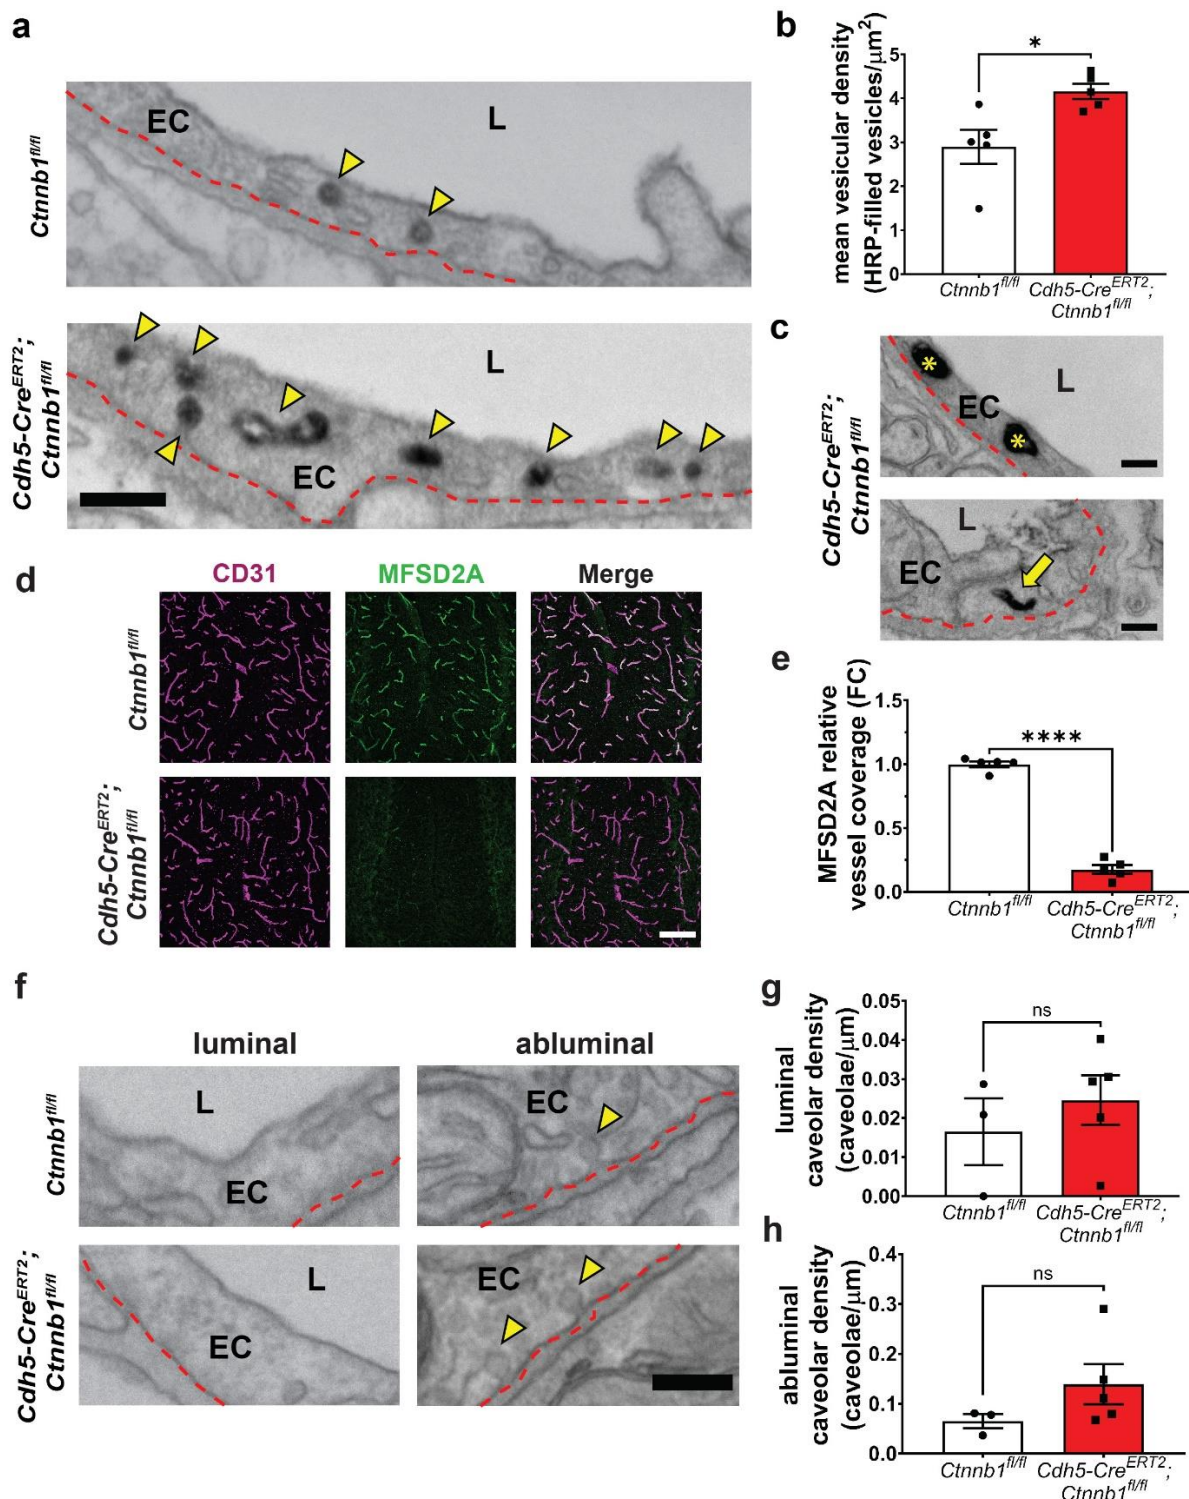 a
Ctnnb1fl/fl
EC
L
Cdh5-CreERT2;
Ctnnb1fl/fl
L
EC
b
mean vesicular density
(HRP-filled vesicles/μm2)
5
4
3
2
1
0
*
Ctnnb1fl/fl
Cdh5-CreERT2;
Ctnnb1fl/fl
c
Cdh5-CreERT2;
Ctnnb1fl/fl
*
L
EC
*
L
EC
d
CD31
MFSD2A
Merge
Ctnnb1fl/fl
Cdh5-CreERT2;
Ctnnb1fl/fl
e
MFSD2A relative
vessel coverage (FC)
1.5
1.0
0.5
0.0
****
Ctnnb1fl/fl
Cdh5-CreERT2;
Ctnnb1fl/fl
f
luminal
abluminal
Ctnnb1fl/fl
L
EC
EC
Cdh5-CreERT2;
Ctnnb1fl/fl
L
EC
EC
g
luminal
caveolar density
(caveolae/μm)
0.05
0.04
0.03
0.02
0.01
0.00
ns
Ctnnb1fl/fl
Cdh5-CreERT2;
Ctnnb1fl/fl
h
abluminal
caveolar density
(caveolae/μm)
0.4
0.3
0.2
0.1
0.0
ns
Ctnnb1fl/fl
Cdh5-CreERT2;
Ctnnb1fl/fl